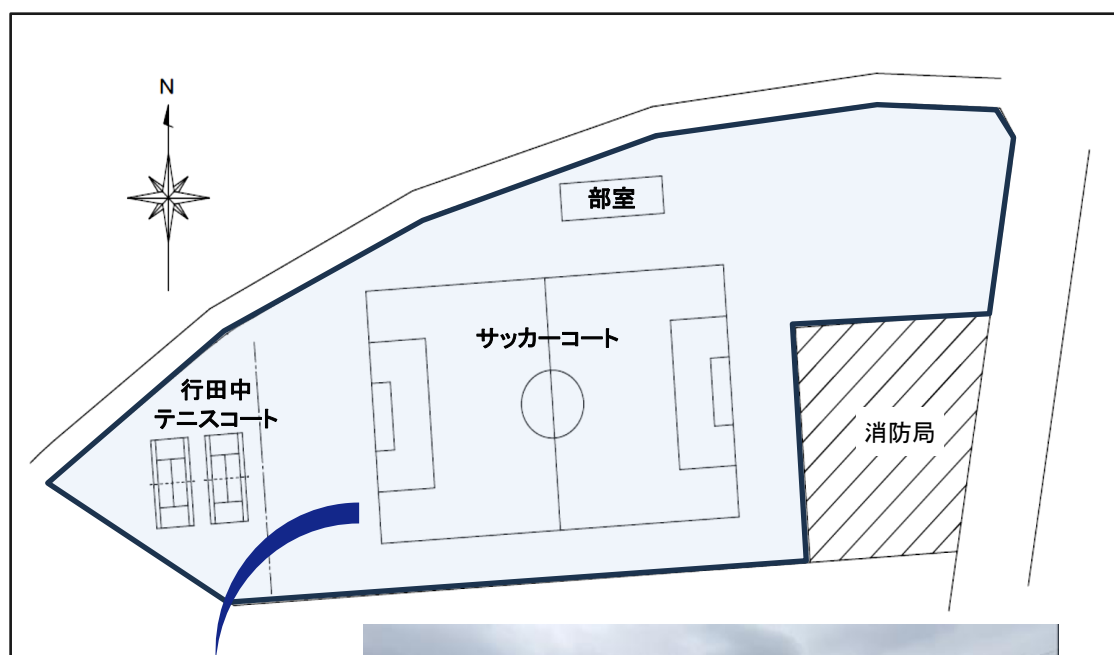 N
部室
サッカーコート
行田中
テニスコート
消防局